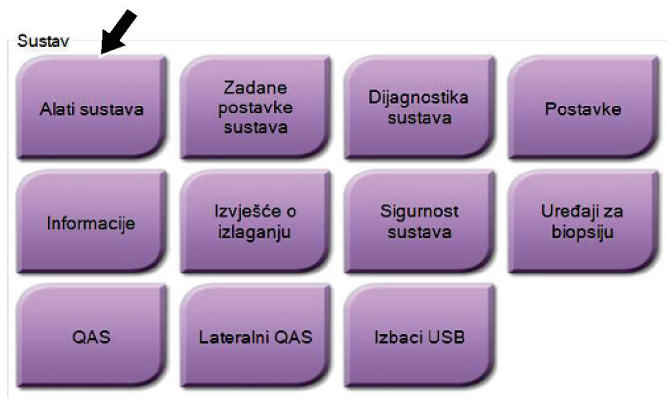 Sustav
Alati sustava
Zadane
postavke
sustava
Dijagnostika
sustava
Postavke
Informacije
Izvješće o
izlaganju
Sigurnost
sustava
Uređaji za
biopsiju
QAS
Lateralni QAS
Izbaci USB